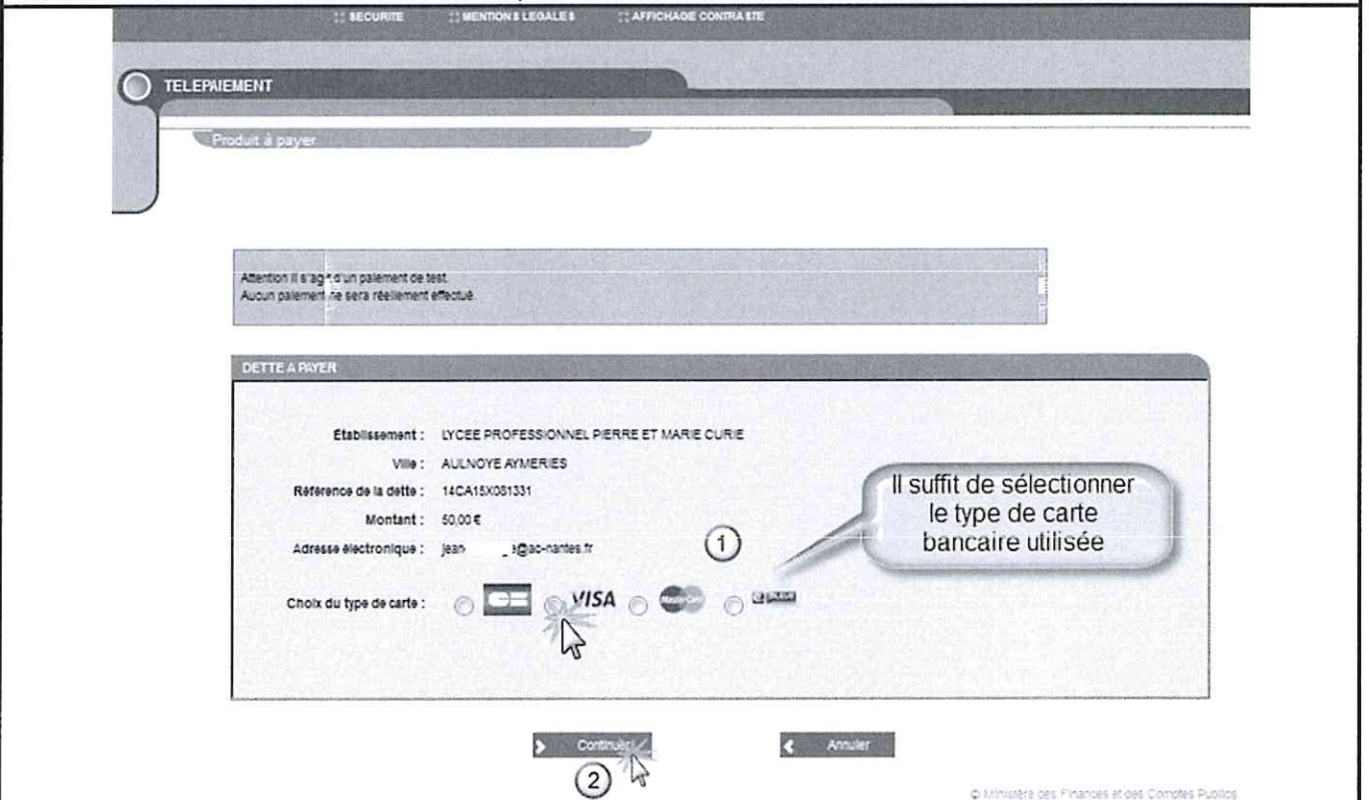 :: SECURITE :: MENTIONS LEGALES :: AFFICHAGE CONTRASTE
TELEPAIEMENT
Produit à payer
Attention il s'agit d'un paiement de test.
Aucun paiement ne sera réellement effectué.
DETTE A PAYER
Établissement : LYCEE PROFESSIONNEL PIERRE ET MARIE CURIE
Ville : AULNOYE AYMERIES
Référence de la dette : 14CA15X081331
Montant : 50,00 €
Adresse électronique : jean @ac-nantes.fr
1
Il suffit de sélectionner
le type de carte
bancaire utilisée
Choix du type de carte : VISA MasterCard
Continuer
Annuler
2
© Ministère des Finances et des Comptes Publics